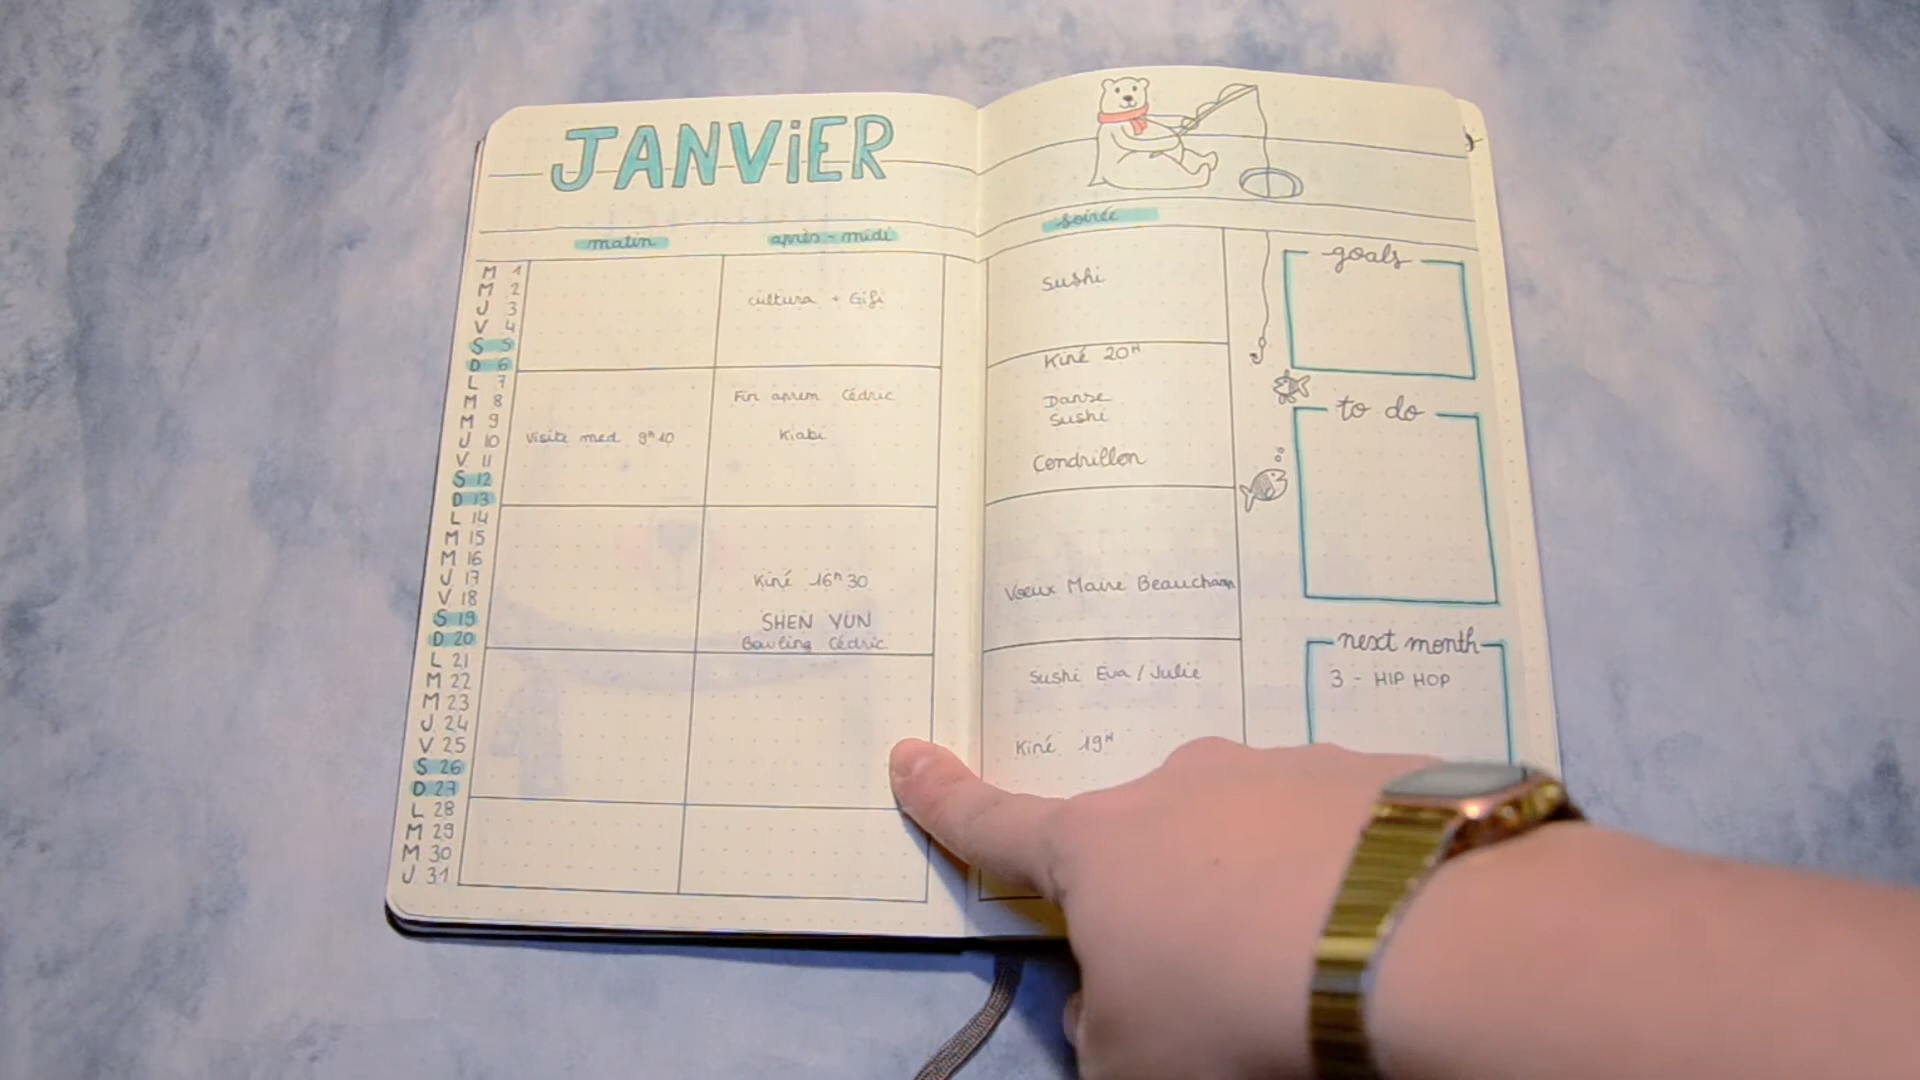 JANVIER
matin
après-midi
soirée
M 1
M 2
J 3
V 4
S 5
D 6
L 7
M 8
M 9
J 10
V 11
S 12
D 13
L 14
M 15
M 16
J 17
V 18
S 19
D 20
L 21
M 22
M 23
J 24
V 25
S 26
D 27
L 28
M 29
M 30
J 31
Visite med 9h10
cultura + Gifi
Fin aprem Cédric
Kiabi
Kiné 16h30
SHEN YUN
Bowling Cédric
Sushi
Kiné 20H
Danse
Sushi
Cendrillon
Voeux Maire Beauchamp
Sushi Eva / Julie
Kiné 19H
goals
to do
next month
3 - HIP HOP